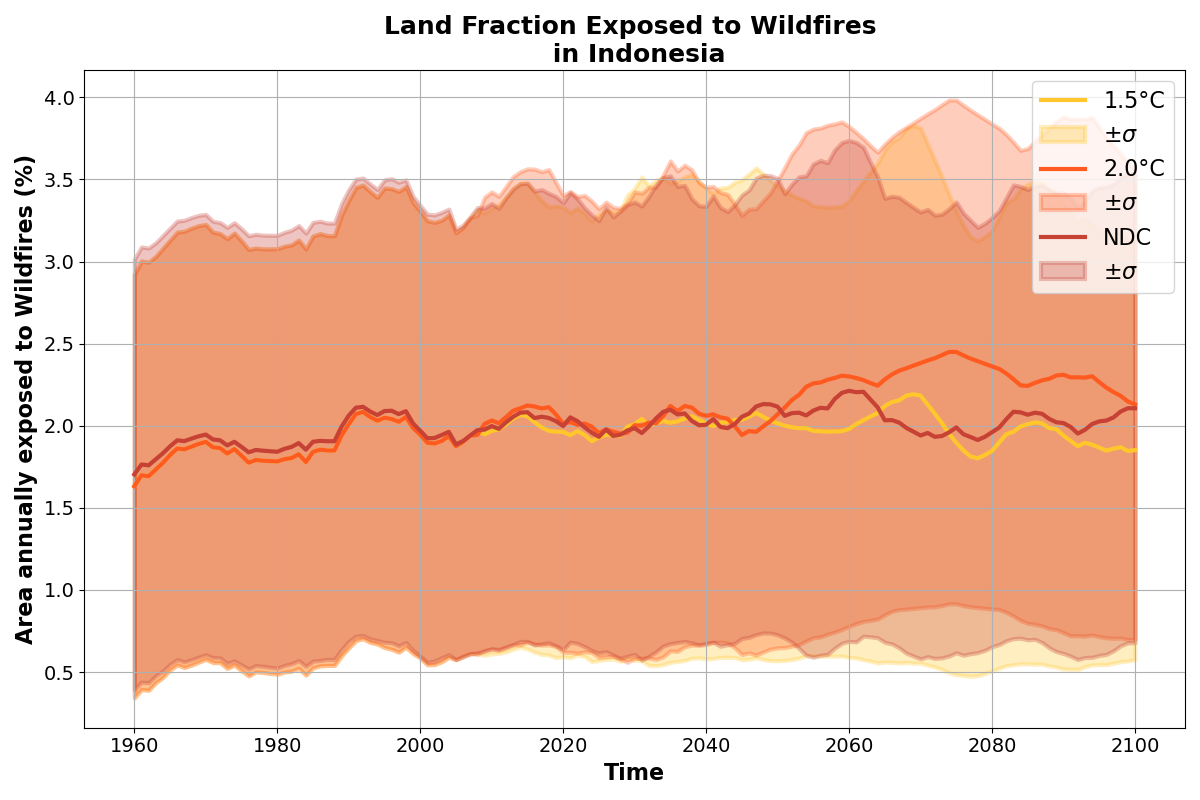 Land Fraction Exposed to Wildfires
in Indonesia
Area annually exposed to Wildfires (%)
4.0
3.5
3.0
2.5
2.0
1.5
1.0
0.5
1.5°C
±σ
2.0°C
±σ
NDC
±σ
1960 1980 2000 2020 2040 2060 2080 2100
Time